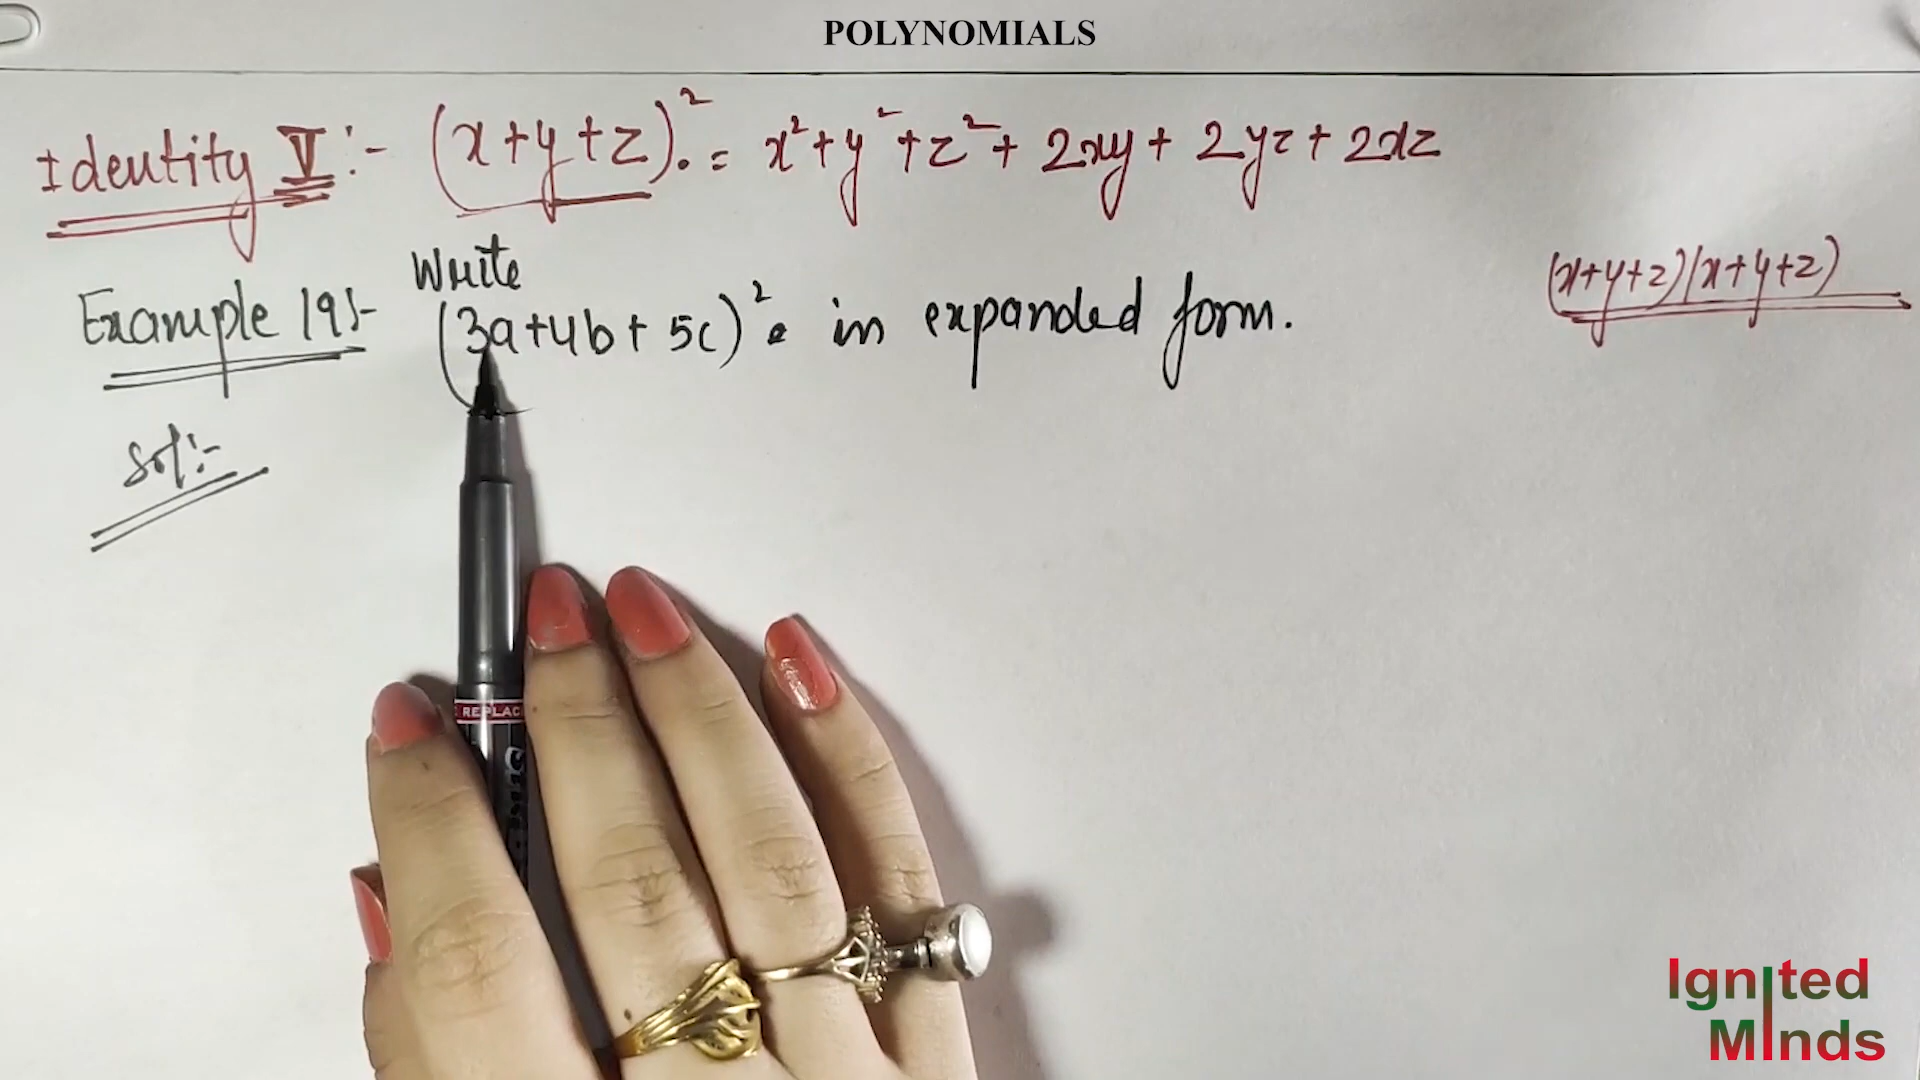 POLYNOMIALS
Identity V:- (x+y+z)². = x²+y²+z²+ 2xy+ 2yz+ 2xz
(x+y+z)(x+y+z)
Example 19:- Write
(3a+4b+ 5c)². in expanded form.
Sol:-
REPLAC
Ignited
Minds